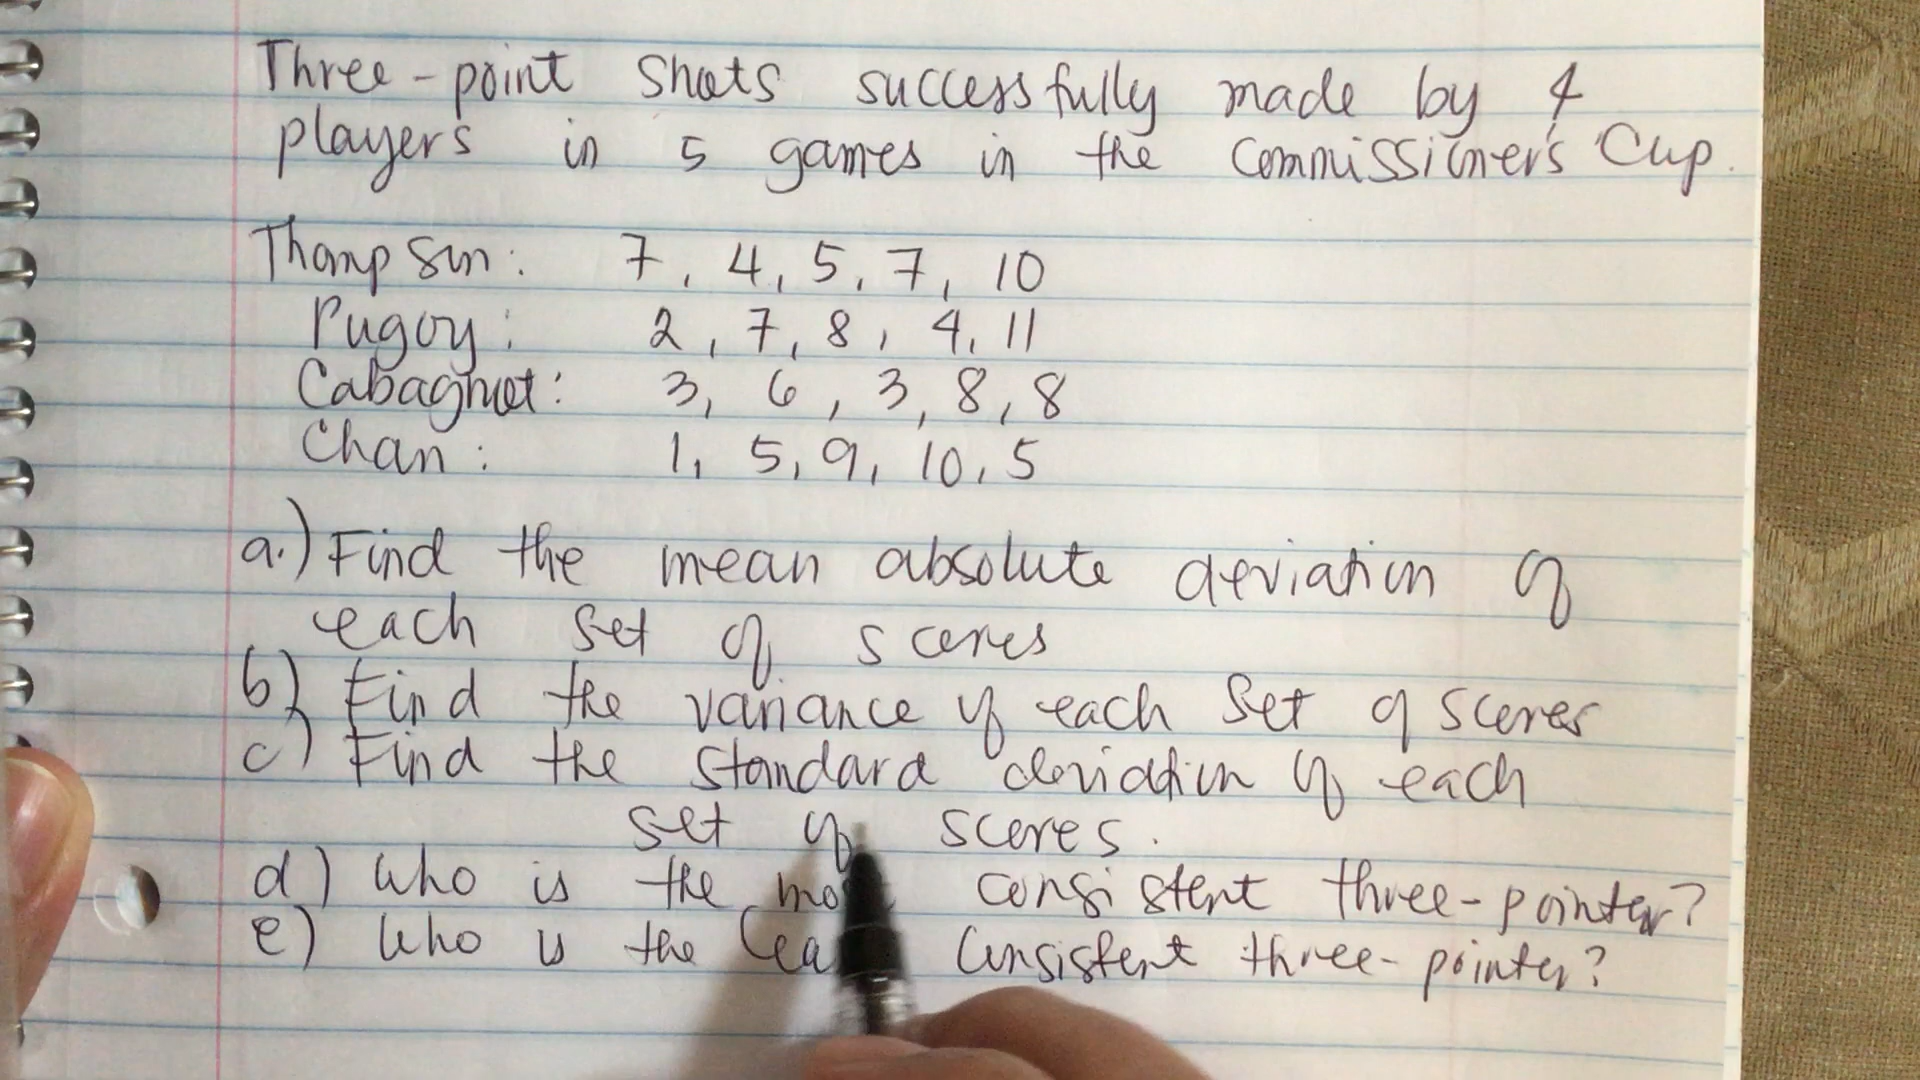 Three-point shots successfully made by 4
players in 5 games in the Commissioner's Cup.
Thompson: 7, 4, 5, 7, 10
Pugoy: 2, 7, 8, 4, 11
Cabagnot: 3, 6, 3, 8, 8
Chan: 1, 5, 9, 10, 5
a.) Find the mean absolute deviation of
each set of scores
b) Find the variance of each set of scores
c) Find the standard deviation of each
set of scores.
d) Who is the consistent three-pointer?
e) Who is the consistent three-pointer?